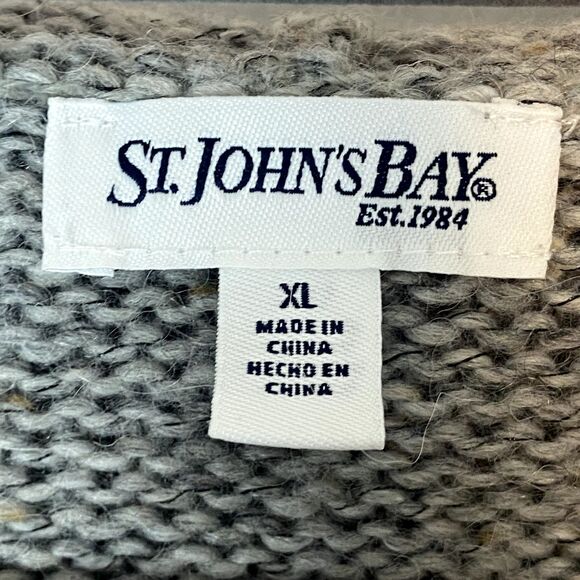 ST. JOHN'S BAY®
Est. 1984
XL
MADE IN
CHINA
HECHO EN
CHINA